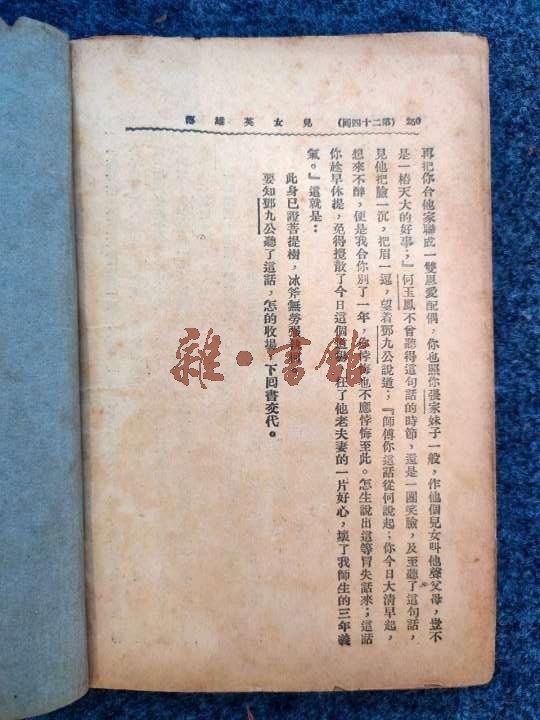 250 (第二十四回) 兒女英雄傳
再把你合他家聯成一雙恩愛配偶，你也照你張家妹子一般，作他個兒女叫他聲父母，豈不
是一樁天大的好事；』何玉鳳不曾聽得這句話的時節，還是一團笑臉，及至聽了這句話，
見他把臉一沉，把眉一逗，望着鄧九公說道；『師傅你這話從何說起；你今日大清早起，
想來不醉，便是我合你別了一年，你悖悔也不應悖悔至此。怎生說出這等冒失話來；這話
你趁早休提，免得攪散了今日這個道場，枉了他老夫妻的一片好心，壞了我師生的三年義
氣。』這就是：
此身已證菩提樹，冰斧無勞强
要知鄧九公聽了這話，怎的收場，下回書交代。
雜·書館